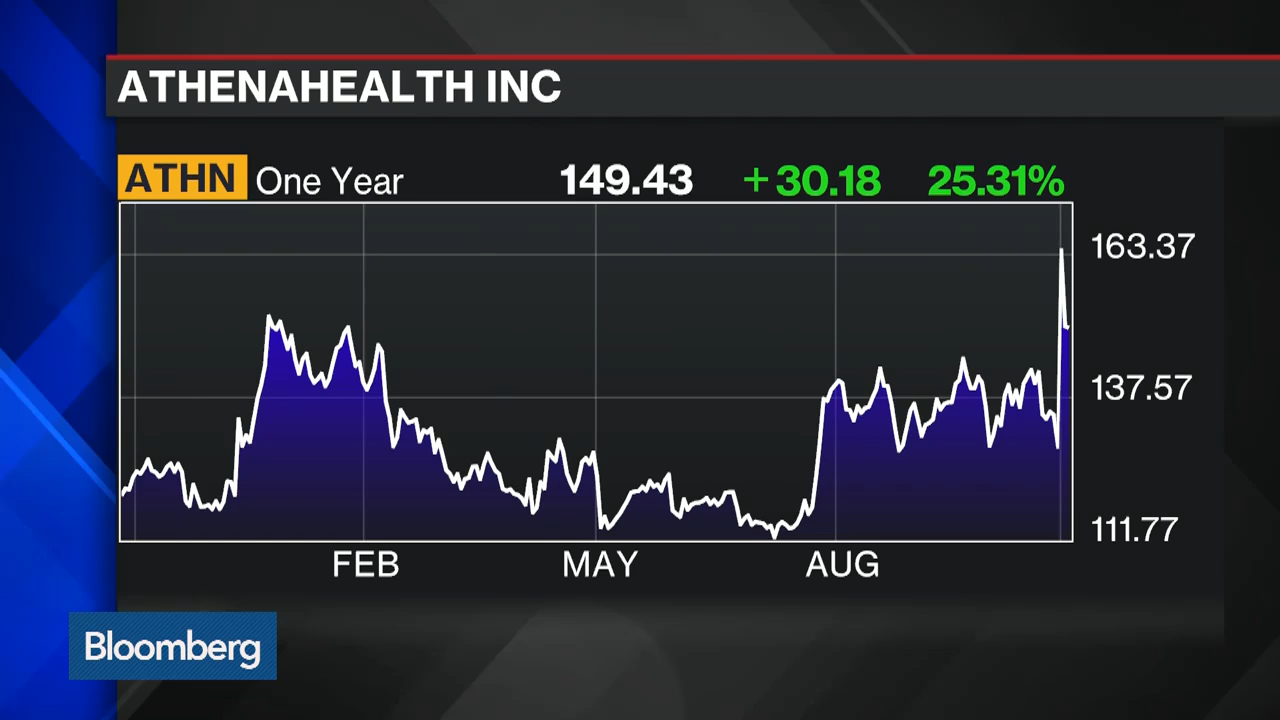 ATHENAHEALTH INC
ATHN One Year 149.43 +30.18 25.31%
163.37
137.57
111.77
FEB MAY AUG
Bloomberg